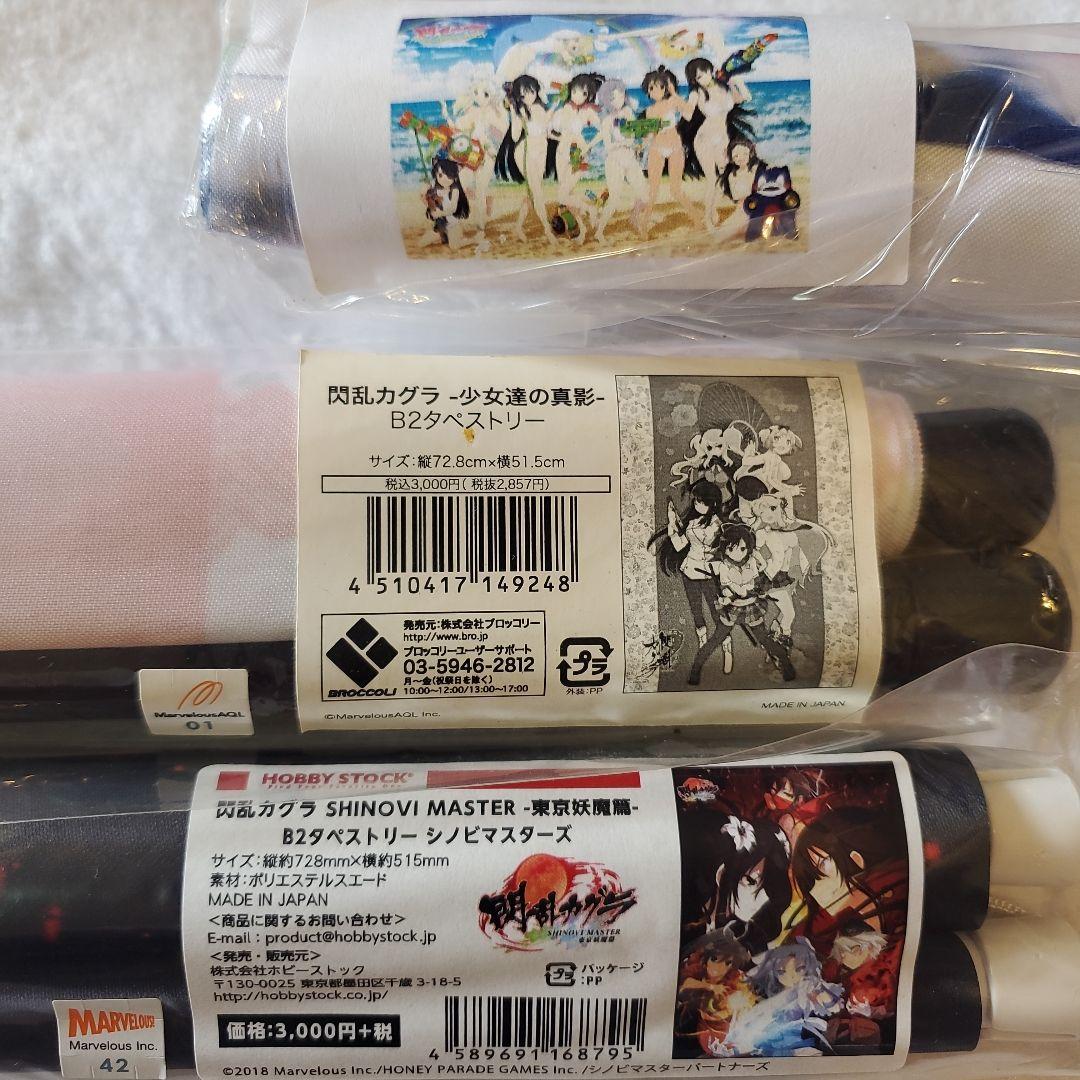 閃乱カグラ -少女達の真影-
B2タペストリー
サイズ:縦72.8cm×横51.5cm
税込3,000円(税抜2,857円)
4 510417 149248
発売元:株式会社ブロッコリー
http://www.bro.jp
ブロッコリーユーザーサポート
03-5946-2812
月~金(祝祭日を除く)
10:00~12:00/13:00~17:00
BROCCOLI
プラ
外装:PP
©MarvelousAQL Inc.
MADE IN JAPAN
MarvelousAQL
01
HOBBY STOCK®
閃乱カグラ SHINOVI MASTER -東京妖魔篇-
B2タペストリー シノビマスターズ
サイズ:縦約728mm×横約515mm
素材:ポリエステルスエード
MADE IN JAPAN
<商品に関するお問い合わせ>
E-mail:product@hobbystock.jp
<発売・販売元>
株式会社ホビーストック
〒130-0025 東京都墨田区千歳 3-18-5
http://hobbystock.co.jp/
価格:3,000円+税
閃乱カグラ
SHINOVI MASTER
東京妖魔篇
プラ
パッケージ
:PP
4 589691 168795
©2018 Marvelous Inc./HONEY PARADE GAMES Inc. /シノビマスターパートナーズ
MARVELOUS!
Marvelous Inc.
42